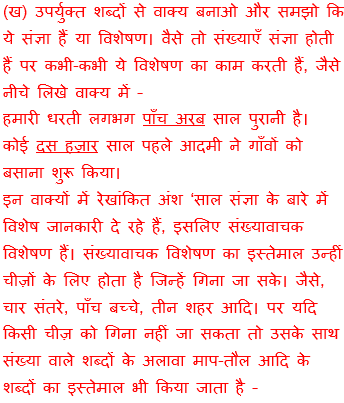 (ख) उपर्युक्त शब्दों से वाक्य बनाओ और समझो कि
ये संज्ञा हैं या विशेषण। वैसे तो संख्याएँ संज्ञा होती
हैं पर कभी-कभी ये विशेषण का काम करती हैं, जैसे
नीचे लिखे वाक्य में –
हमारी धरती लगभग पाँच अरब साल पुरानी है।
कोई दस हज़ार साल पहले आदमी ने गाँवों को
बसाना शुरू किया।
इन वाक्यों में रेखांकित अंश 'साल संज्ञा के बारे में
विशेष जानकारी दे रहे हैं, इसलिए संख्यावाचक
विशेषण हैं। संख्यावाचक विशेषण का इस्तेमाल उन्हीं
चीज़ों के लिए होता है जिन्हें गिना जा सके। जैसे,
चार संतरे, पाँच बच्चे, तीन शहर आदि। पर यदि
किसी चीज़ को गिना नहीं जा सकता तो उसके साथ
संख्या वाले शब्दों के अलावा माप-तौल आदि के
शब्दों का इस्तेमाल भी किया जाता है –